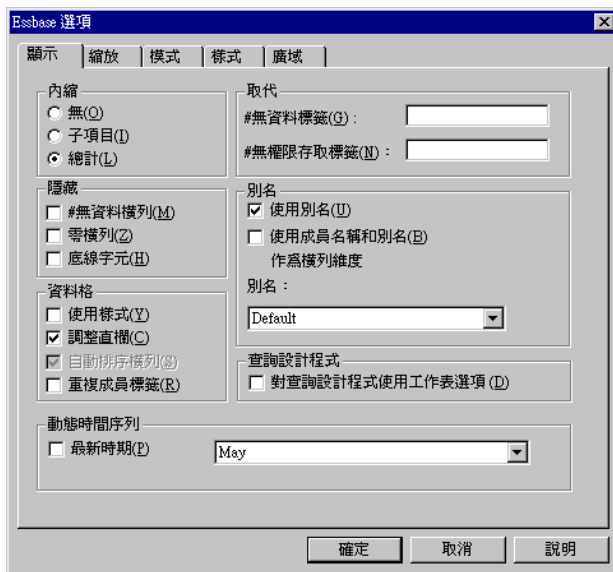 Essbase 選項
顯示 縮放 模式 樣式 廣域
內縮
無(O)
子項目(I)
總計(L)
隱藏
#無資料橫列(M)
零橫列(Z)
底線字元(H)
資料格
使用樣式(Y)
調整直欄(C)
自動排序橫列(S)
重複成員標籤(R)
取代
#無資料標籤(G):
#無權限存取標籤(N):
別名
使用別名(U)
使用成員名稱和別名(B)
作為橫列維度
別名:
Default
查詢設計程式
對查詢設計程式使用工作表選項(D)
動態時間序列
最新時期(P) May
確定 取消 說明